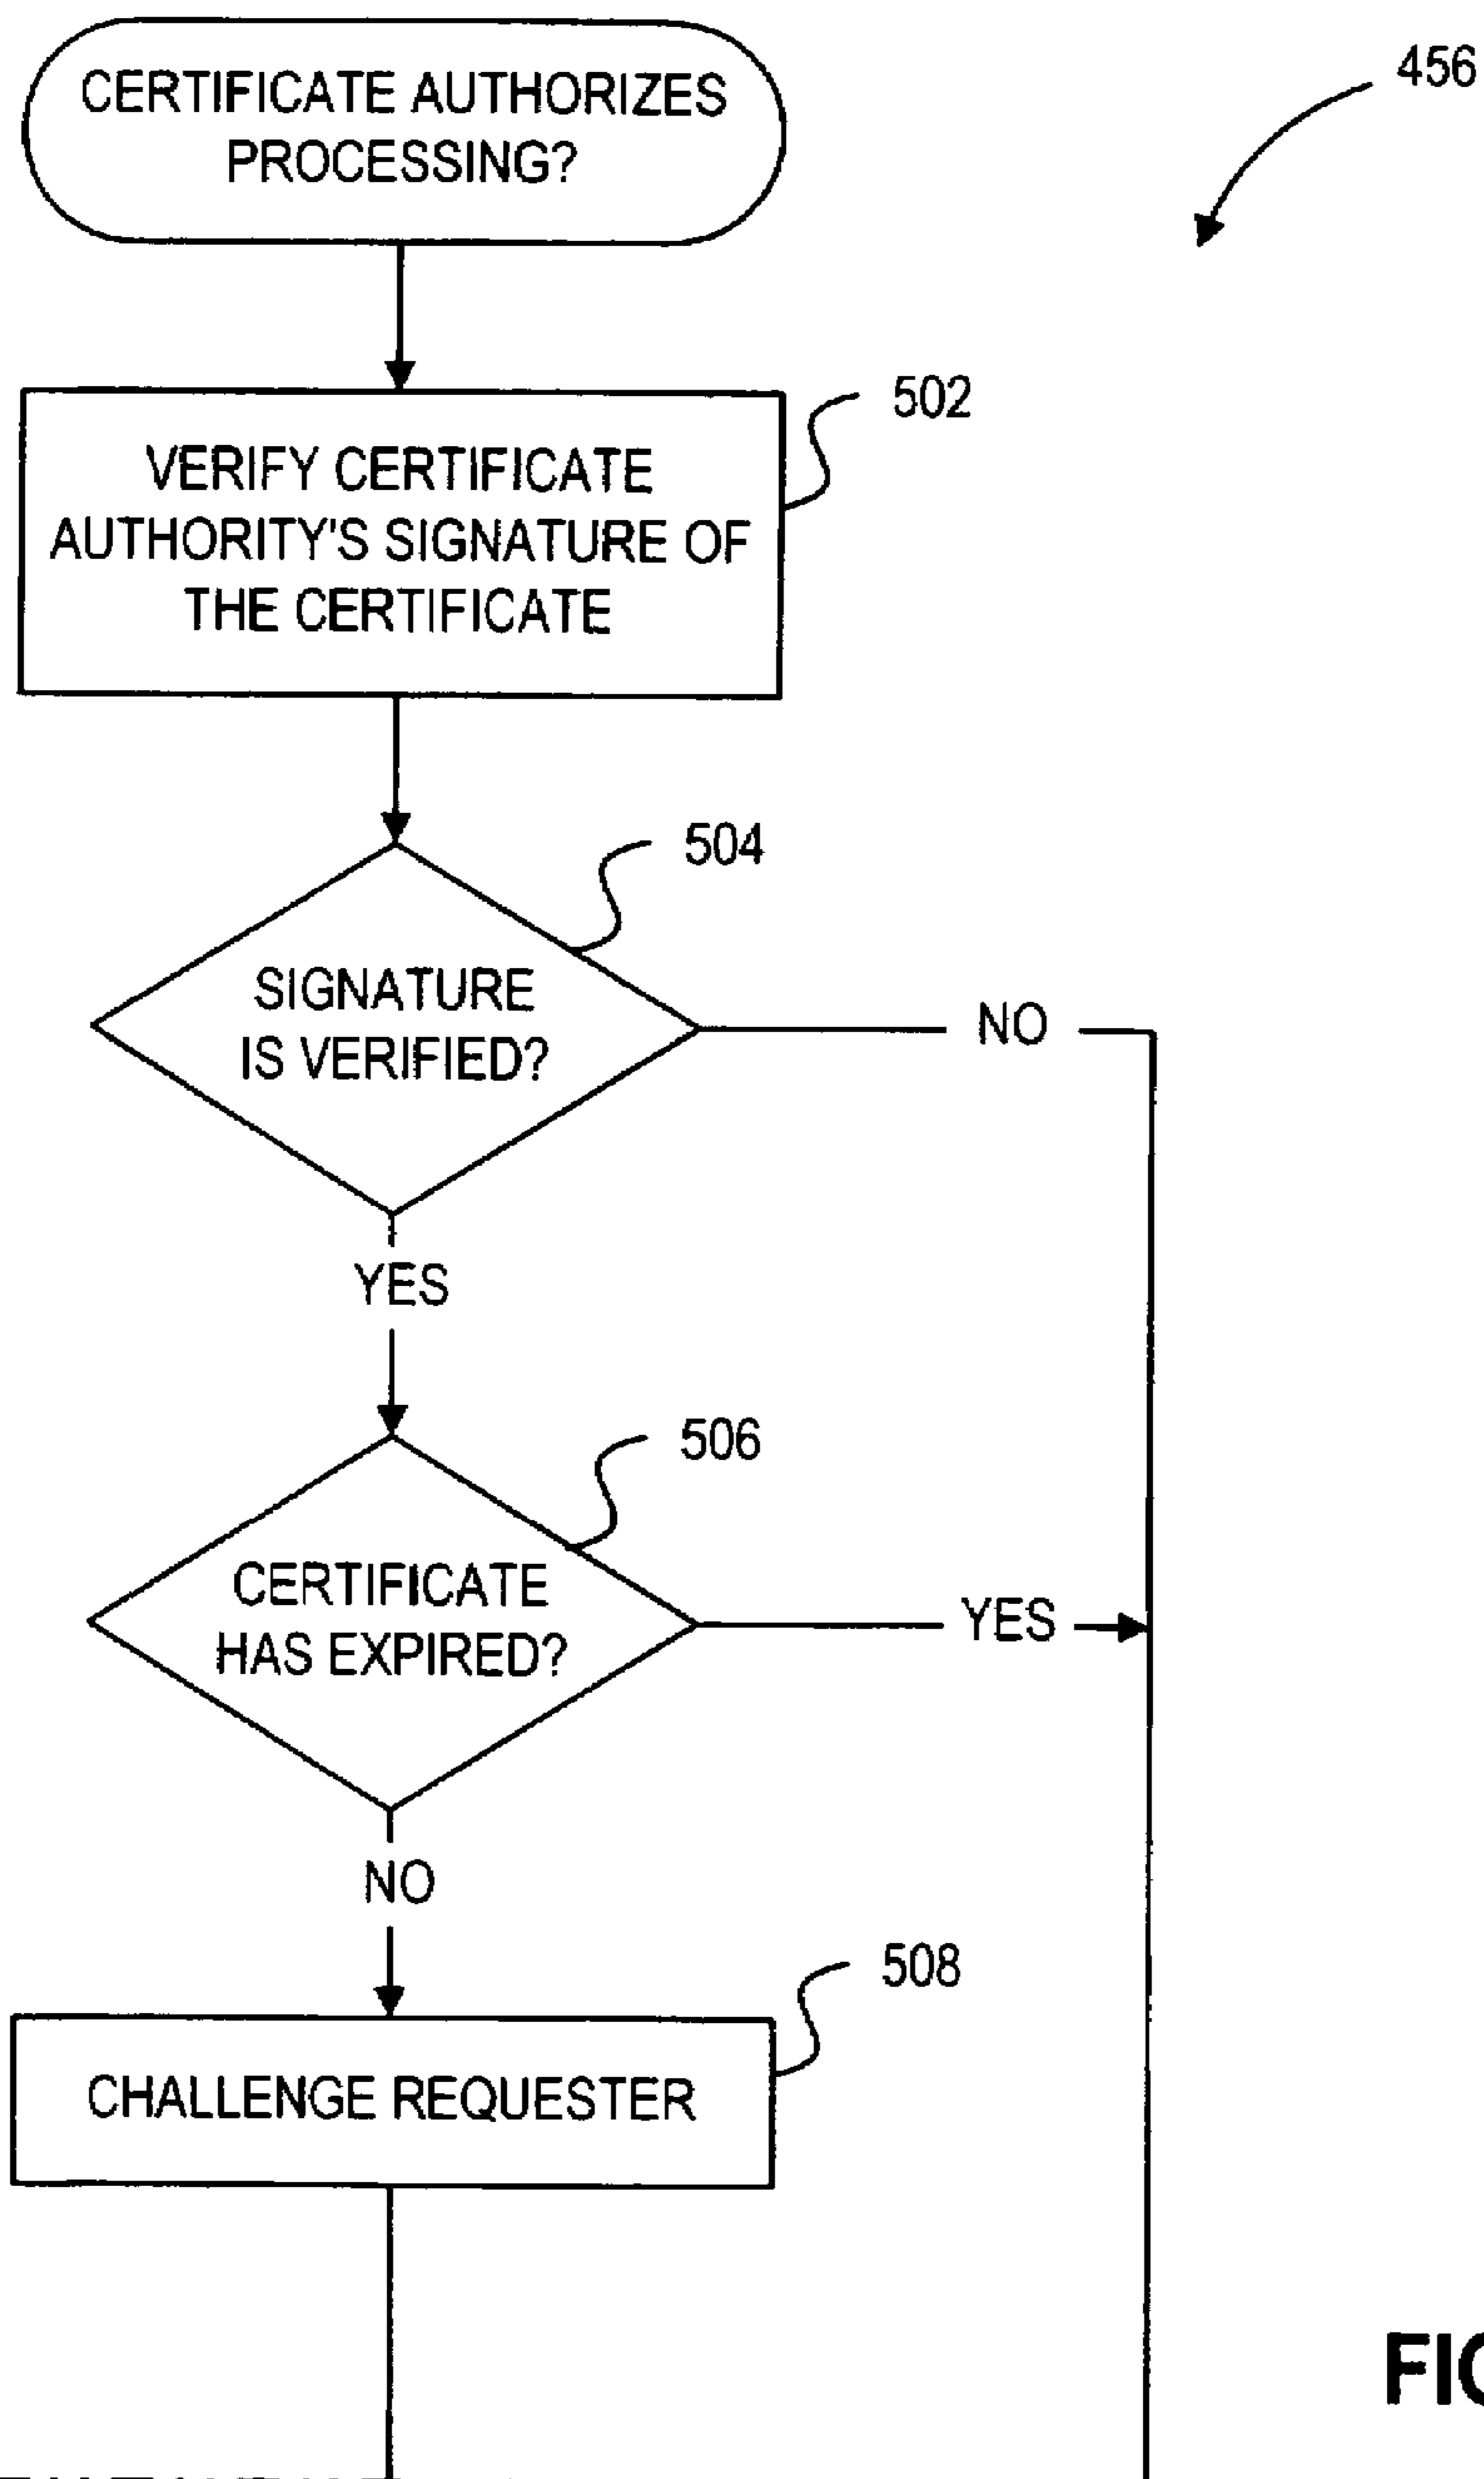 CERTIFICATE AUTHORIZES
PROCESSING?
456
502
VERIFY CERTIFICATE
AUTHORITY'S SIGNATURE OF
THE CERTIFICATE
504
SIGNATURE
IS VERIFIED?
NO
YES
506
CERTIFICATE
HAS EXPIRED?
YES
NO
508
CHALLENGE REQUESTER